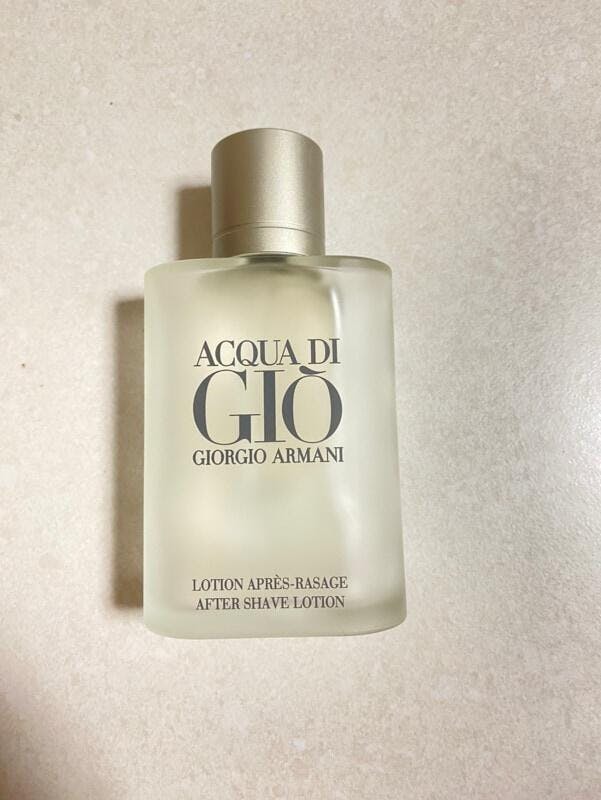 ACQUA DI
GIÒ
GIORGIO ARMANI
LOTION APRÈS-RASAGE
AFTER SHAVE LOTION